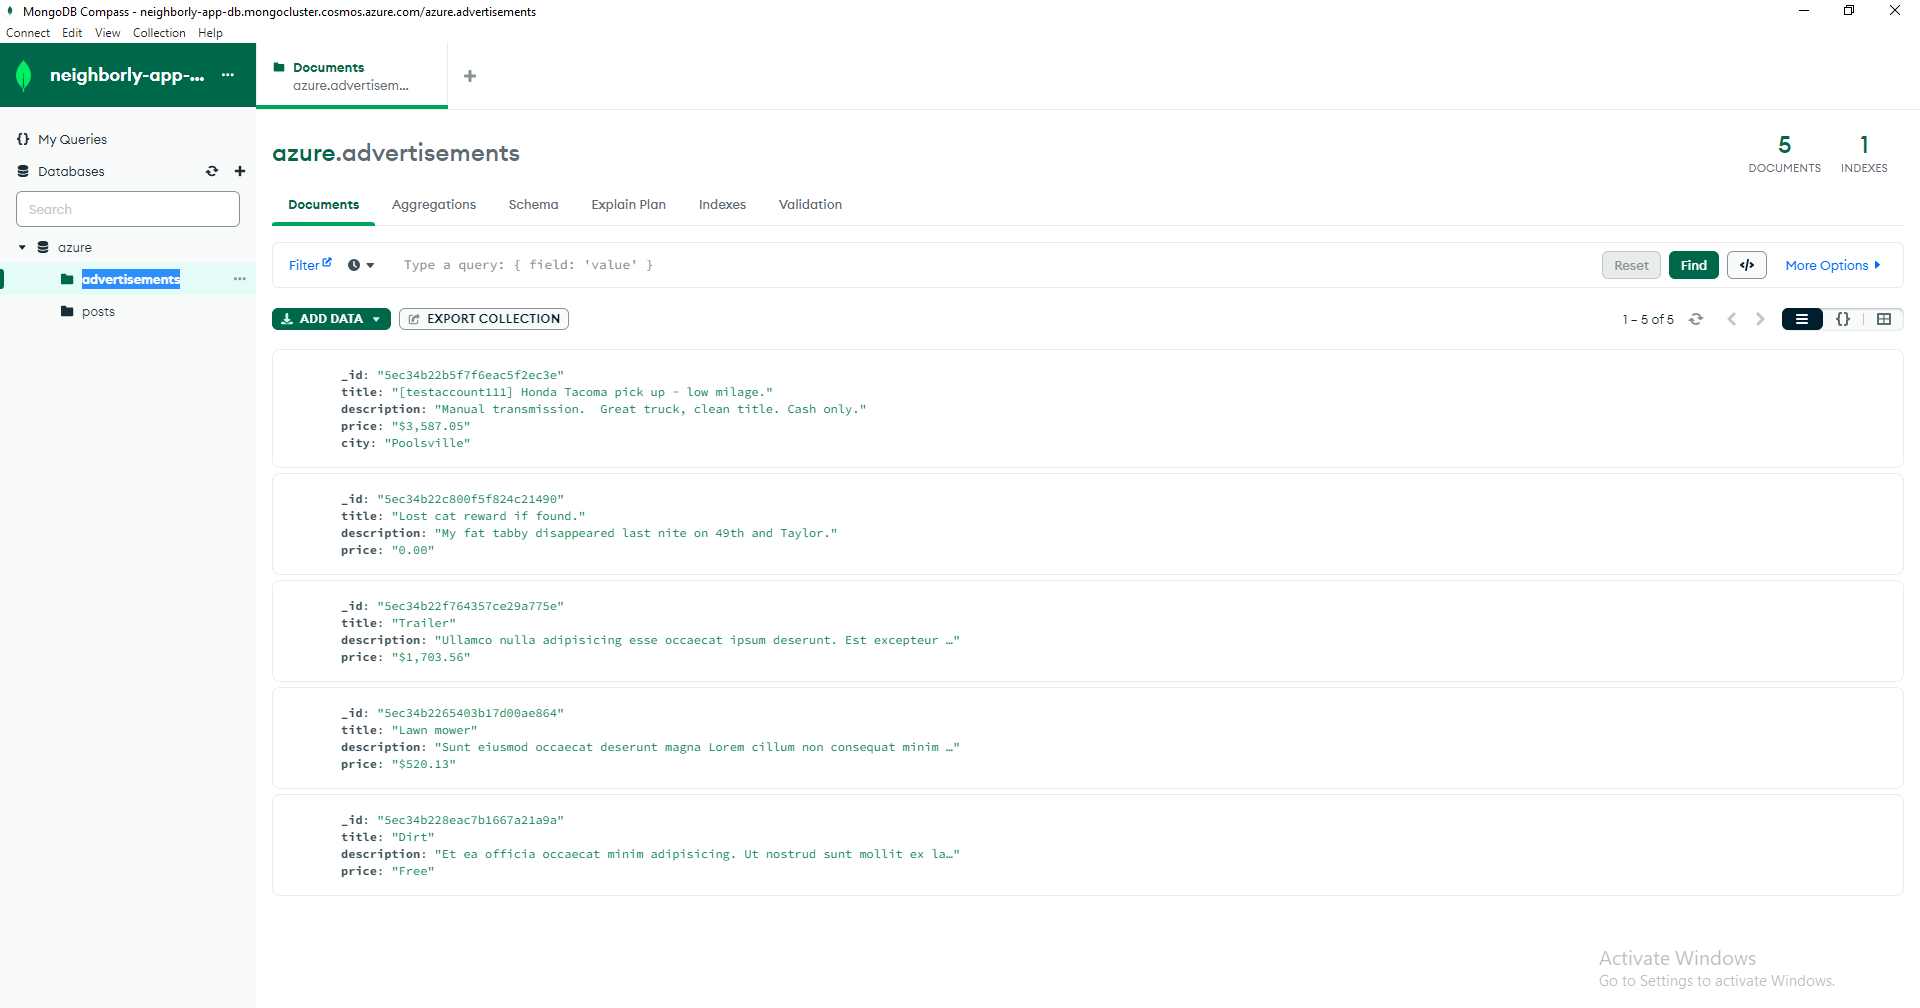 MongoDB Compass - neighborly-app-db.mongocluster.cosmos.azure.com/azure.advertisements
Connect Edit View Collection Help
neighborly-app-... ...
Documents
azure.advertisem...
My Queries
Databases
Search
azure
advertisements
posts
azure.advertisements
5
DOCUMENTS
1
INDEXES
Documents Aggregations Schema Explain Plan Indexes Validation
Filter Type a query: { field: 'value' } Reset Find </> More Options
ADD DATA EXPORT COLLECTION 1 – 5 of 5 {}
_id: "5ec34b22b5f7f6eac5f2ec3e"
title: "[testaccount111] Honda Tacoma pick up - low milage."
description: "Manual transmission.  Great truck, clean title. Cash only."
price: "$3,587.05"
city: "Poolsville"
_id: "5ec34b22c800f5f824c21490"
title: "Lost cat reward if found."
description: "My fat tabby disappeared last nite on 49th and Taylor."
price: "0.00"
_id: "5ec34b22f764357ce29a775e"
title: "Trailer"
description: "Ullamco nulla adipisicing esse occaecat ipsum deserunt. Est excepteur …"
price: "$1,703.56"
_id: "5ec34b2265403b17d00ae864"
title: "Lawn mower"
description: "Sunt eiusmod occaecat deserunt magna Lorem cillum non consequat minim …"
price: "$520.13"
_id: "5ec34b228eac7b1667a21a9a"
title: "Dirt"
description: "Et ea officia occaecat minim adipisicing. Ut nostrud sunt mollit ex la…"
price: "Free"
Activate Windows
Go to Settings to activate Windows.